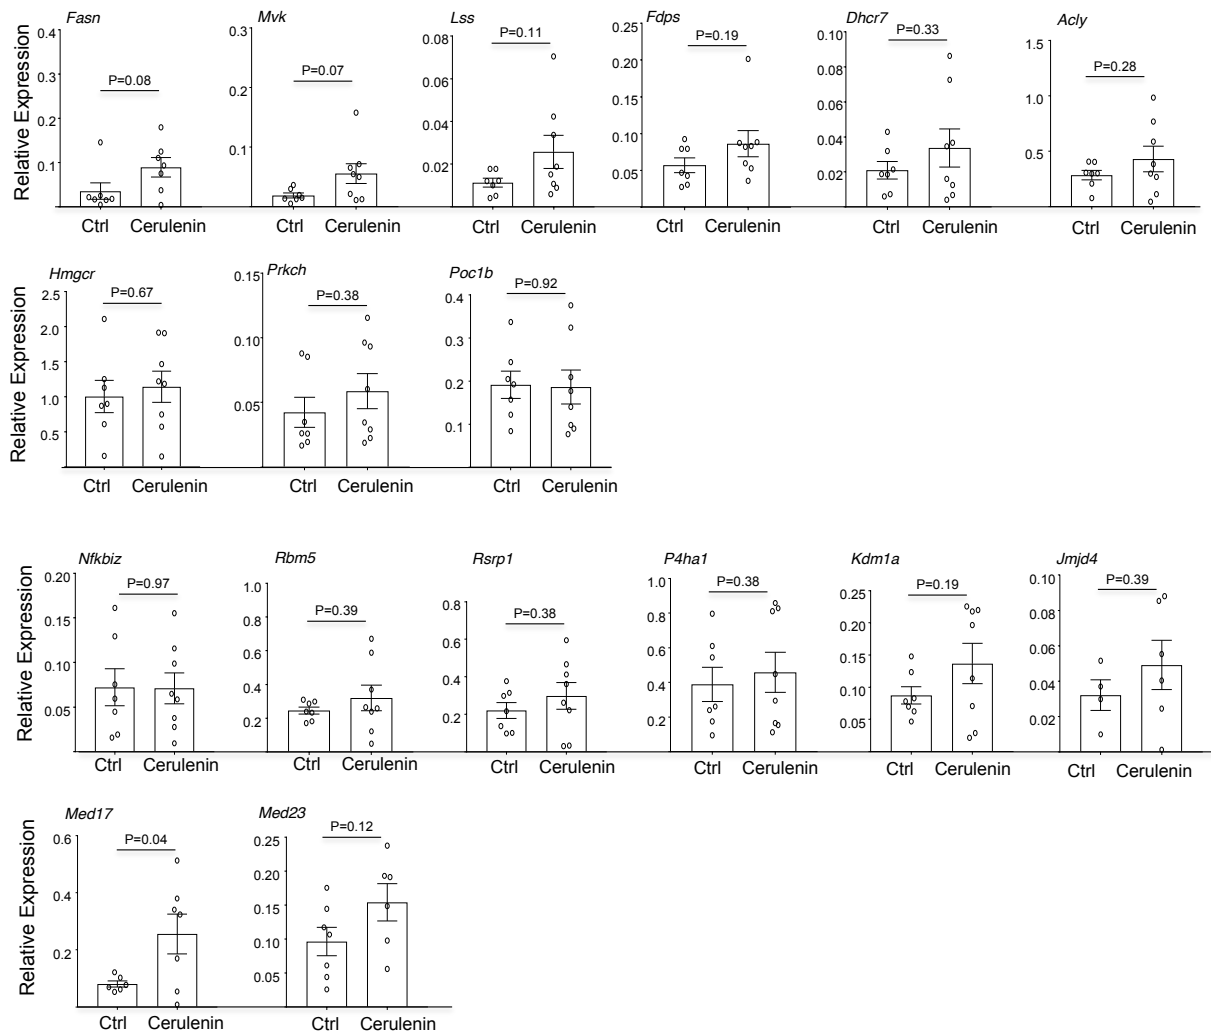 Fasn Mvk Lss Fdps Dhcr7 Acly
Relative Expression
0.4 0.3 0.2 0.1
P=0.08
Ctrl Cerulenin
0.3 0.2 0.1
P=0.07
Ctrl Cerulenin
0.08 0.06 0.04 0.02
P=0.11
Ctrl Cerulenin
0.25 0.20 0.15 0.100 0.05
P=0.19
Ctrl Cerulenin
0.10 0.08 0.06 0.04 0.02
P=0.33
Ctrl Cerulenin
1.5 1.0 0.5
P=0.28
Ctrl Cerulenin
Hmgcr Prkch Poc1b
Relative Expression
2.5 2.0 1.5 1.0 0.5
P=0.67
Ctrl Cerulenin
0.15 0.10 0.05
P=0.38
Ctrl Cerulenin
0.4 0.3 0.2 0.1
P=0.92
Ctrl Cerulenin
Nfkbiz Rbm5 Rsrp1 P4ha1 Kdm1a Jmjd4
Relative Expression
0.20 0.15 0.10 0.05
P=0.97
Ctrl Cerulenin
1.0 0.8 0.6 0.4 0.2
P=0.39
Ctrl Cerulenin
0.8 0.6 0.4 0.2
P=0.38
Ctrl Cerulenin
1.0 0.8 0.6 0.4 0.2
P=0.38
Ctrl Cerulenin
0.25 0.20 0.15 0.10 0.05
P=0.19
Ctrl Cerulenin
0.10 0.08 0.06 0.04 0.02
P=0.39
Ctrl Cerulenin
Med17 Med23
Relative Expression
0.6 0.4 0.2
P=0.04
Ctrl Cerulenin
0.25 0.20 0.15 0.10 0.05
P=0.12
Ctrl Cerulenin